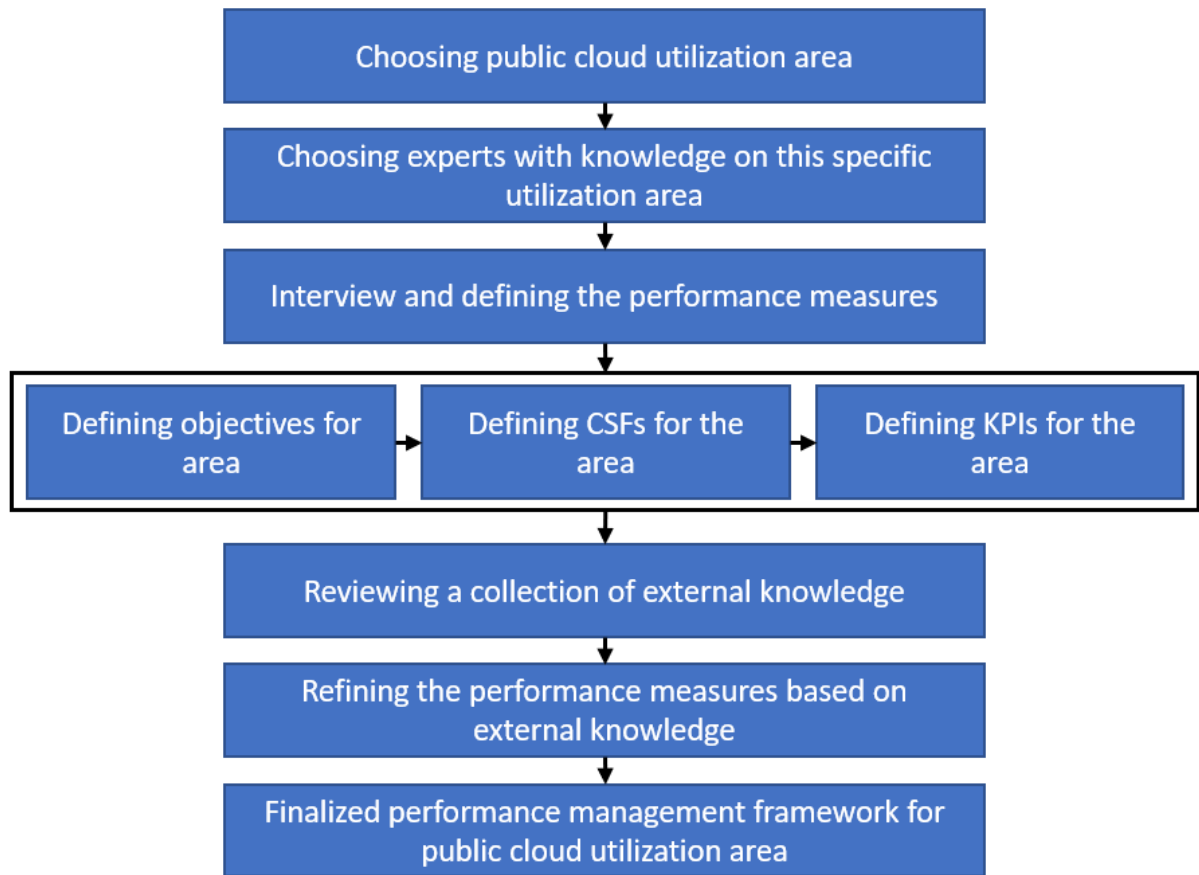 Choosing public cloud utilization area
Choosing experts with knowledge on this specific
utilization area
Interview and defining the performance measures
Defining objectives for
area
Defining CSFs for the
area
Defining KPIs for the
area
Reviewing a collection of external knowledge
Refining the performance measures based on
external knowledge
Finalized performance management framework for
public cloud utilization area